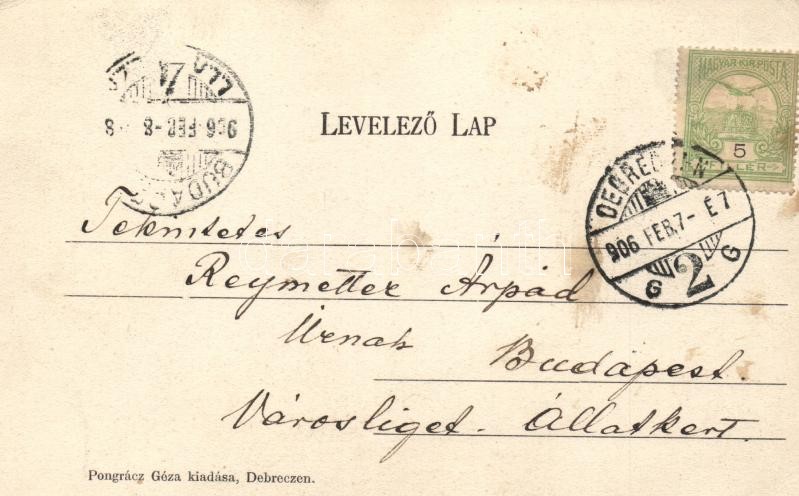 LEVELEZŐ LAP
MAGYAR KIR. POSTA
5
FILLÉR
DEBRECZEN
906 FEB. 7- É 7
G 2 G
906 FEB -8
BUDAPEST
Tekintetes
Reymetter Árpád
Úrnak Budapest.
Városliget. Állatkert.
Pongrácz Géza kiadása, Debreczen.